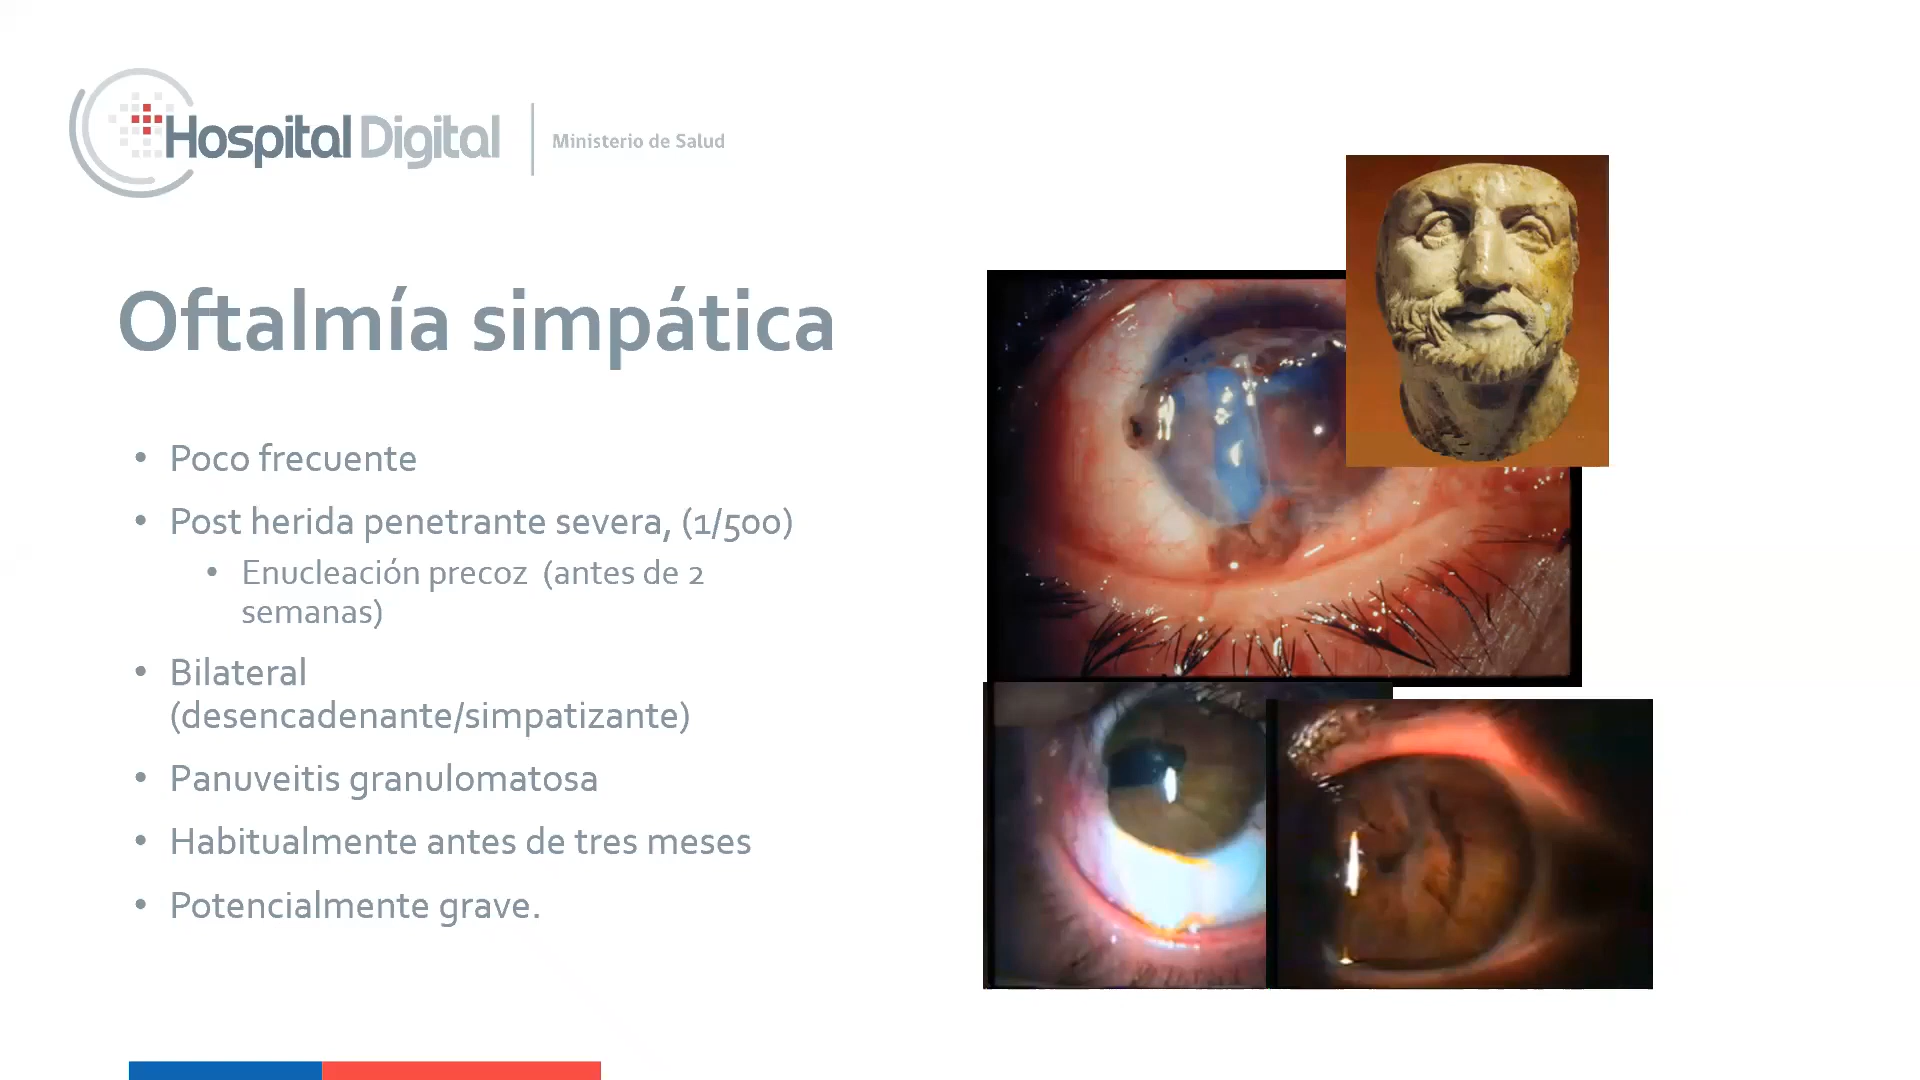 Hospital Digital
Ministerio de Salud
Oftalmía simpática
• Poco frecuente
• Post herida penetrante severa, (1/500)
• Enucleación precoz (antes de 2
semanas)
• Bilateral
(desencadenante/simpatizante)
• Panuveitis granulomatosa
• Habitualmente antes de tres meses
• Potencialmente grave.